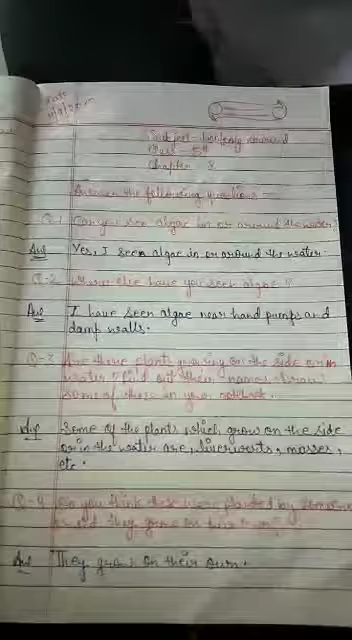 Date
Subject - looking around
Class - 5th
Chapter 8
Answer the following questions -
Q-1 Can you see algae in or around the water?
Ans Yes, I seen algae in or around the water.
Q-2 Where else have you seen algae?
Ans I have seen algae near hand pumps and
damp walls.
Q-3 Are there plants growing on the side or in
water? Find out their names draw
some of these in your notebook.
Ans Some of the plants which grow on the side
or in the water are, liverworts, mosses,
etc.
Q-4 Do you think these were planted by someone
or did they grow on their own?
Ans They grow on their own.